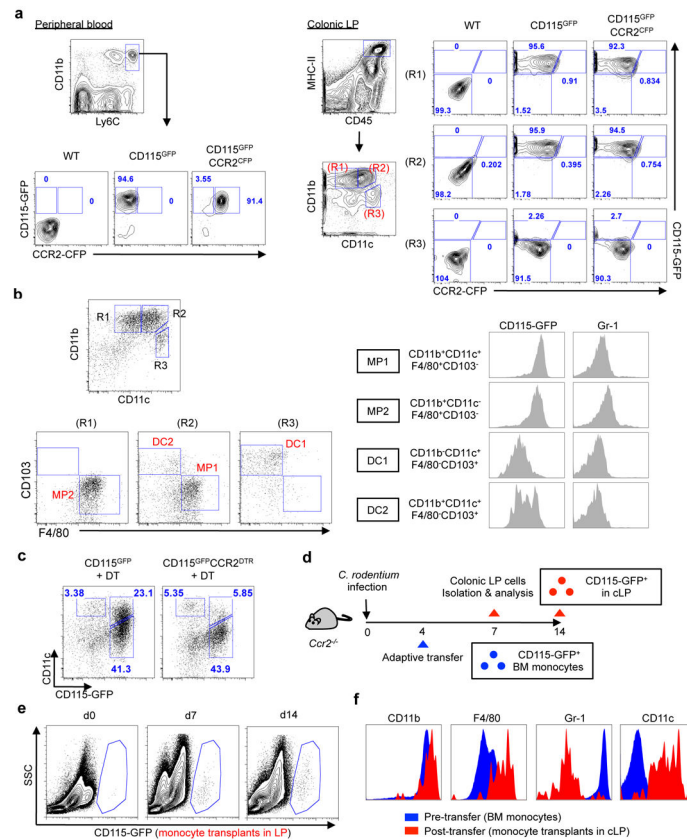 a
Peripheral blood
CD11b
Ly6C
WT
CD115GFP
CD115GFP
CCR2CFP
0
0
94.6
0
3.55
91.4
CD115-GFP
CCR2-CFP
Colonic LP
MHC-II
CD45
CD11b
(R1)
(R2)
(R3)
CD11c
WT
CD115GFP
CD115GFP
CCR2CFP
(R1)
0
0
99.3
95.6
0.91
1.52
92.3
0.834
3.5
(R2)
0
0.202
98.2
95.9
0.395
1.78
94.5
0.754
2.26
(R3)
0
0
104
2.26
0
91.5
2.7
0
90.3
CD115-GFP
CCR2-CFP
b
R1
R2
R3
CD11b
CD11c
(R1)
(R2)
(R3)
CD103
MP2
DC2
MP1
DC1
F4/80
CD115-GFP
Gr-1
MP1
CD11b+CD11c+
F4/80+CD103-
MP2
CD11b+CD11c-
F4/80+CD103-
DC1
CD11b-CD11c+
F4/80-CD103+
DC2
CD11b+CD11c+
F4/80-CD103+
c
CD115GFP
+ DT
CD115GFPCCR2DTR
+ DT
3.38
23.1
41.3
5.35
5.85
43.9
CD11c
CD115-GFP
d
C. rodentium
infection
Colonic LP cells
Isolation & analysis
CD115-GFP+
in cLP
Ccr2-/-
0
4
7
14
Adaptive transfer
CD115-GFP+
BM monocytes
e
d0
d7
d14
SSC
CD115-GFP (monocyte transplants in LP)
f
CD11b
F4/80
Gr-1
CD11c
Pre-transfer (BM monocytes)
Post-transfer (monocyte transplants in cLP)